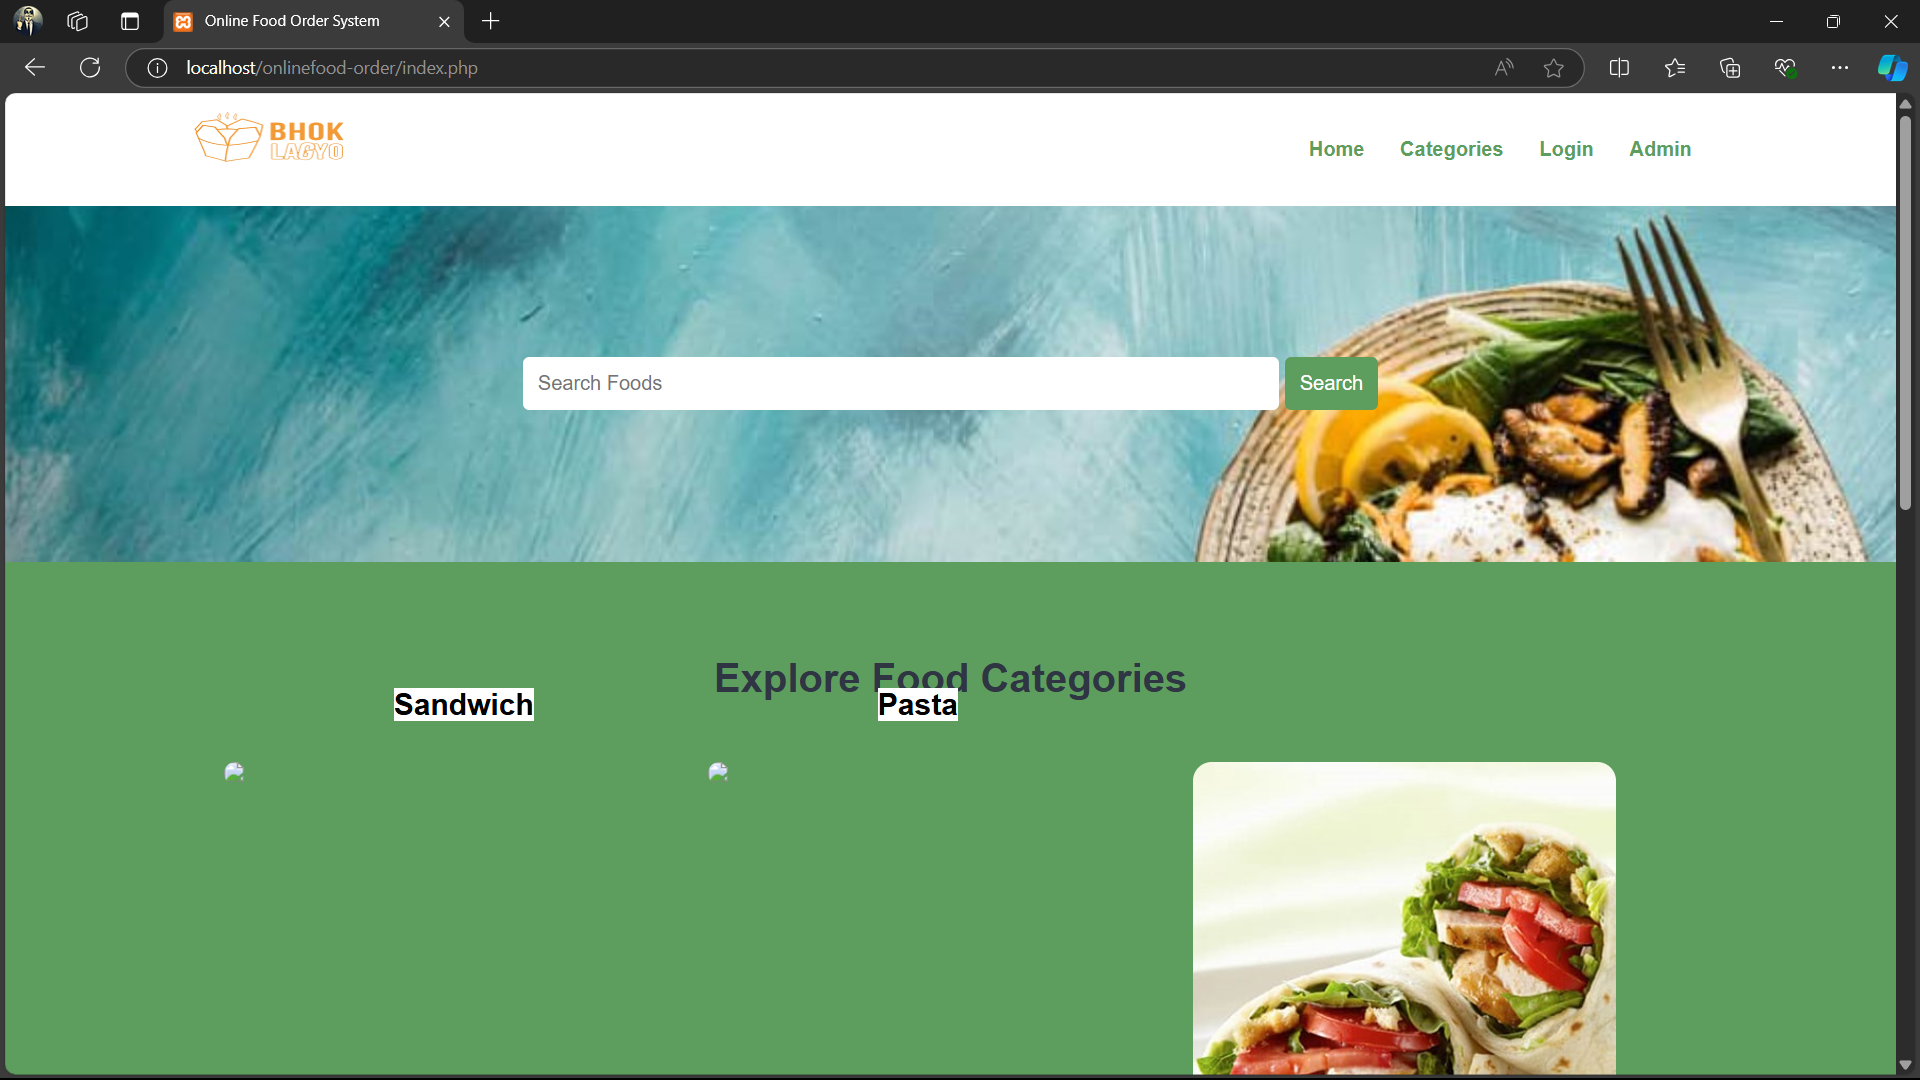 Online Food Order System
localhost/onlinefood-order/index.php
BHOK
LAGYO
Home
Categories
Login
Admin
Search Foods
Search
Explore Food Categories
Sandwich
Pasta